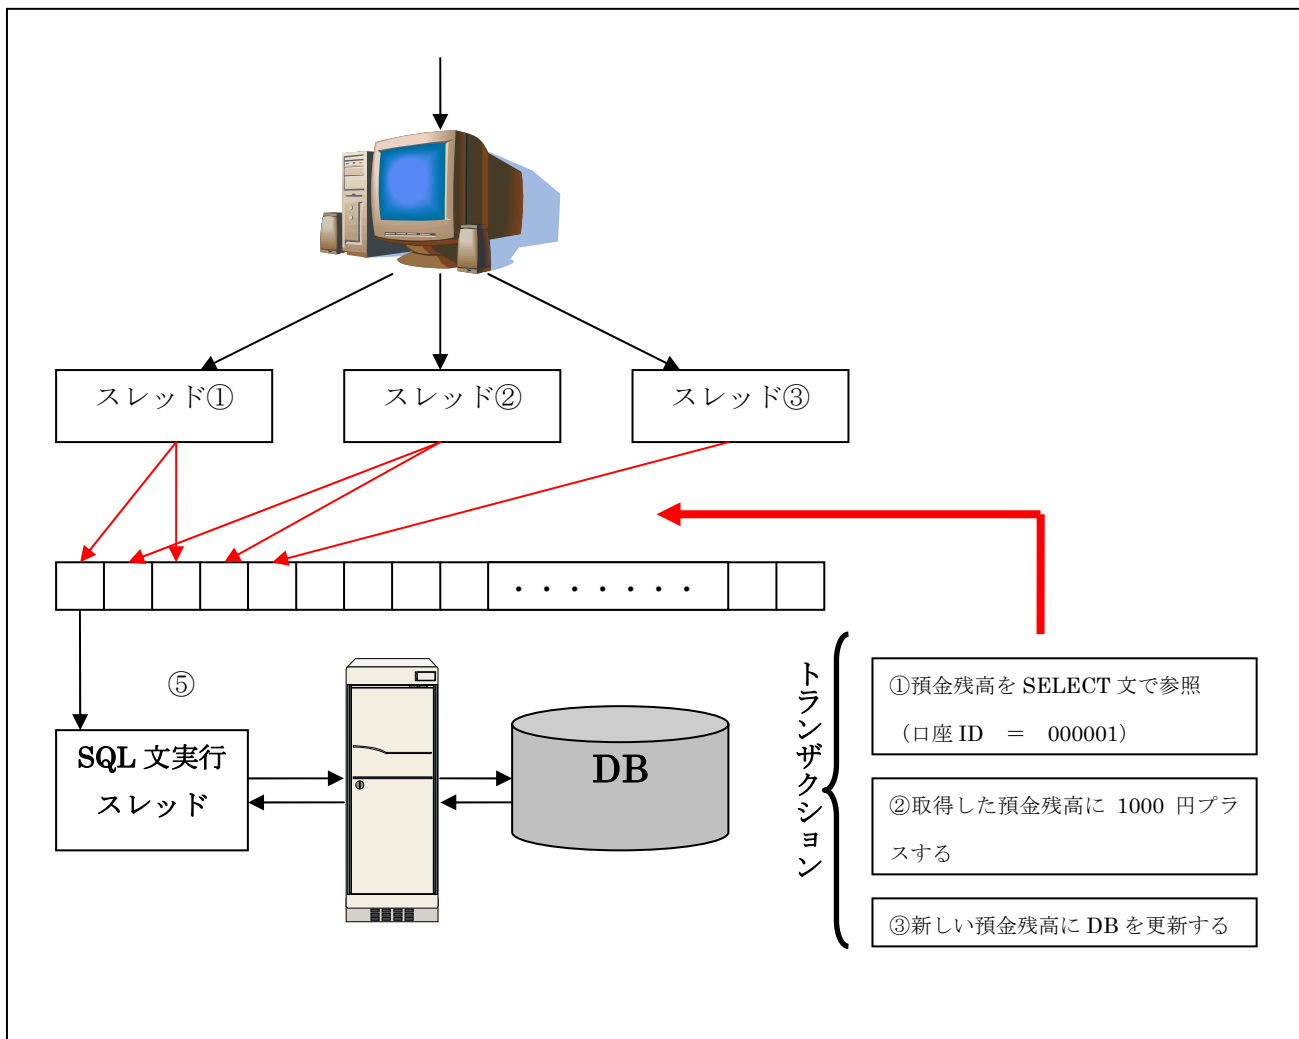 スレッド①
スレッド②
スレッド③
・・・・・・・
⑤
SQL 文実行
スレッド
DB
トランザクション
①預金残高を SELECT 文で参照
（口座 ID ＝ 000001）
②取得した預金残高に 1000 円プラ
スする
③新しい預金残高に DB を更新する